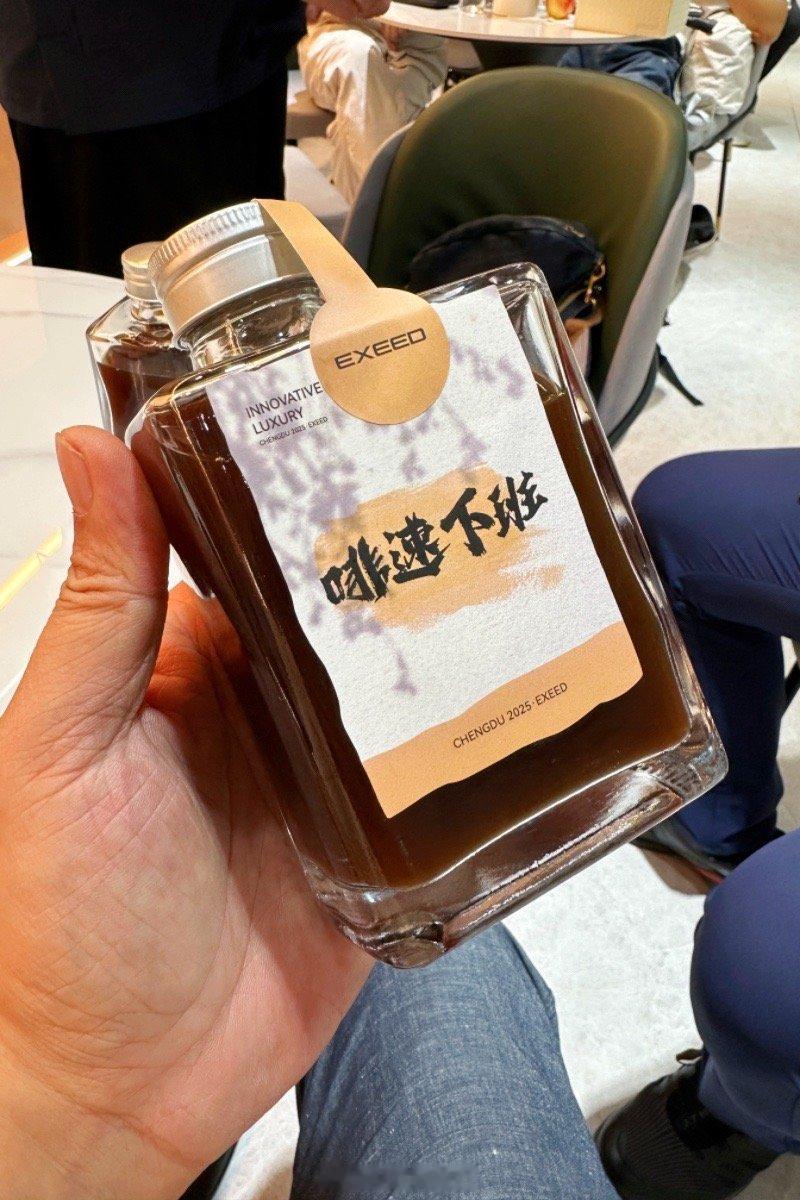 EXEED
INNOVATIVE
LUXURY
CHENGDU 2025·EXEED
啡速下班
CHENGDU 2025·EXEED